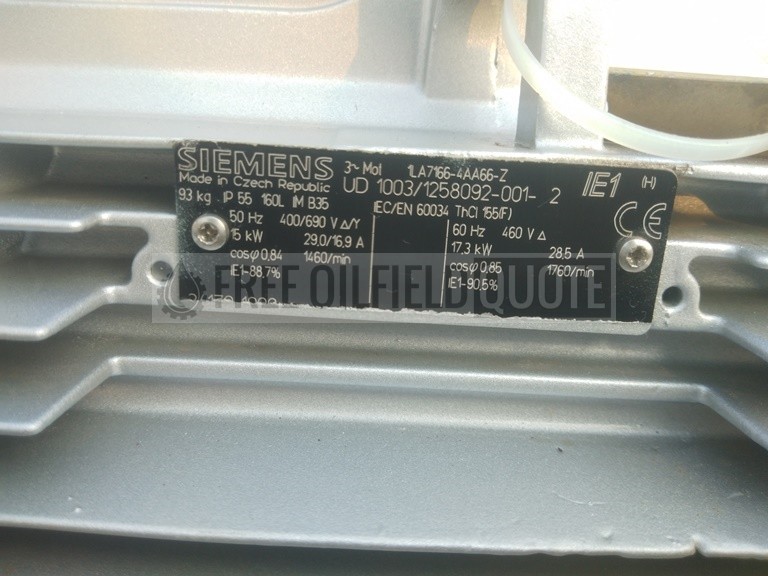 SIEMENS 3~ Mot 1LA7166-4AA66-Z
Made in Czech Republic UD 1003/1258092-001- 2 IE1 (H)
93 kg IP 55 160L IM B35 IEC/EN 60034 ThCl 155(F) CE
50 Hz 400/690 V Δ/Y 60 Hz 460 V Δ
15 kW 29,0/16,9 A 17,3 kW 28,5 A
cosφ 0,84 1460/min cosφ 0,85 1760/min
IE1-88,7% IE1-90,5%
FREE OILFIELD QUOTE